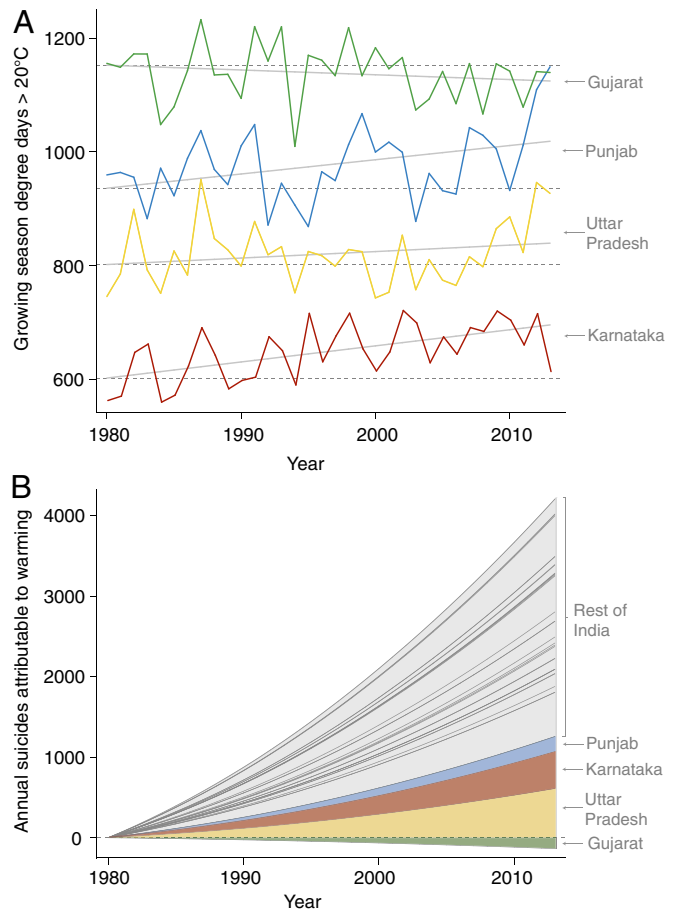 A
Growing season degree days > 20°C
1200
1000
800
600
Gujarat
Punjab
Uttar
Pradesh
Karnataka
1980
1990
2000
2010
Year
B
Annual suicides attributable to warming
4000
3000
2000
1000
0
Rest of
India
Punjab
Karnataka
Uttar
Pradesh
Gujarat
1980
1990
2000
2010
Year